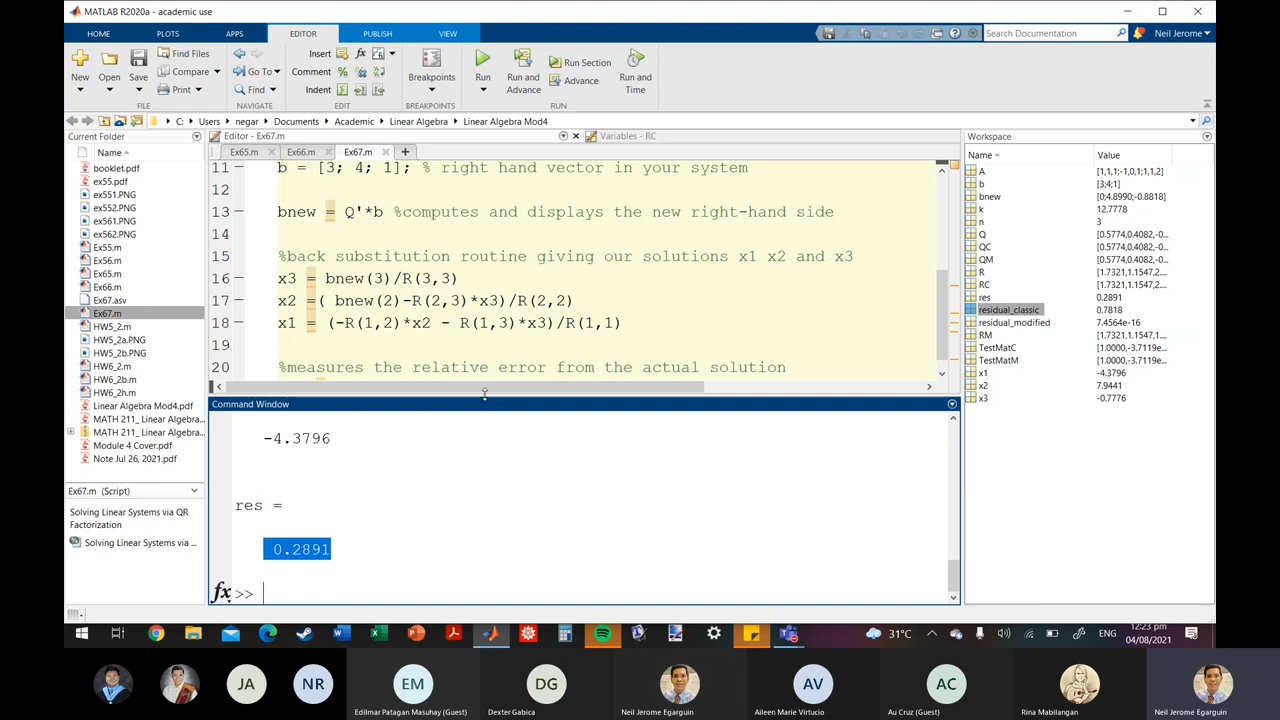 MATLAB R2020a - academic use
HOME PLOTS APPS EDITOR PUBLISH VIEW
Search Documentation Neil Jerome
New Open Save Find Files Compare Print
FILE
Go To Find
NAVIGATE
Insert Comment Indent
EDIT
Breakpoints
BREAKPOINTS
Run Run and Advance Run Section Advance Run and Time
RUN
C: Users negar Documents Academic Linear Algebra Linear Algebra Mod4
Current Folder
Name
booklet.pdf
ex55.pdf
ex551.PNG
ex552.PNG
ex561.PNG
ex562.PNG
Ex55.m
Ex56.m
Ex65.m
Ex66.m
Ex67.asv
Ex67.m
HW5_2.m
HW5_2a.PNG
HW5_2b.PNG
HW6_2.m
HW6_2b.m
HW6_2h.m
Linear Algebra Mod4.pdf
MATH 211_ Linear Algebra...
MATH 211_ Linear Algebra...
Module 4 Cover.pdf
Note Jul 26, 2021.pdf
Ex67.m (Script)
Solving Linear Systems via QR
Factorization
Solving Linear Systems via ...
Editor - Ex67.m Variables - RC
Ex65.m Ex66.m Ex67.m
11 b = [3; 4; 1]; % right hand vector in your system
12
13 bnew = Q'*b %computes and displays the new right-hand side
14
15 %back substitution routine giving our solutions x1 x2 and x3
16 x3 = bnew(3)/R(3,3)
17 x2 =( bnew(2)-R(2,3)*x3)/R(2,2)
18 x1 = (-R(1,2)*x2 - R(1,3)*x3)/R(1,1)
19
20 %measures the relative error from the actual solution
Command Window
-4.3796
res =
0.2891
fx >>
Workspace
Name Value
A [1,1,1;-1,0,1;1,1,2]
b [3;4;1]
bnew [0;4.8990;-0.8818]
k 12.7778
n 3
Q [0.5774,0.4082,-0...
QC [0.5774,0.4082,-0...
QM [0.5774,0.4082,-0...
R [1.7321,1.1547,2....
RC [1.7321,1.1547,2....
res 0.2891
residual_classic 0.7818
residual_modified 7.4564e-16
RM [1.7321,1.1547,1...
TestMatC [1.0000,-3.7119e...
TestMatM [1.0000,-3.7119e...
x1 -4.3796
x2 7.9441
x3 -0.7776
31°C ENG 12:23 pm
04/08/2021
JA NR EM DG AV AC
Edilmar Patagan Masuhay (Guest) Dexter Gabica Neil Jerome Egarguin Aileen Marie Virtucio Au Cruz (Guest) Rina Mabilangan Neil Jerome Egarguin